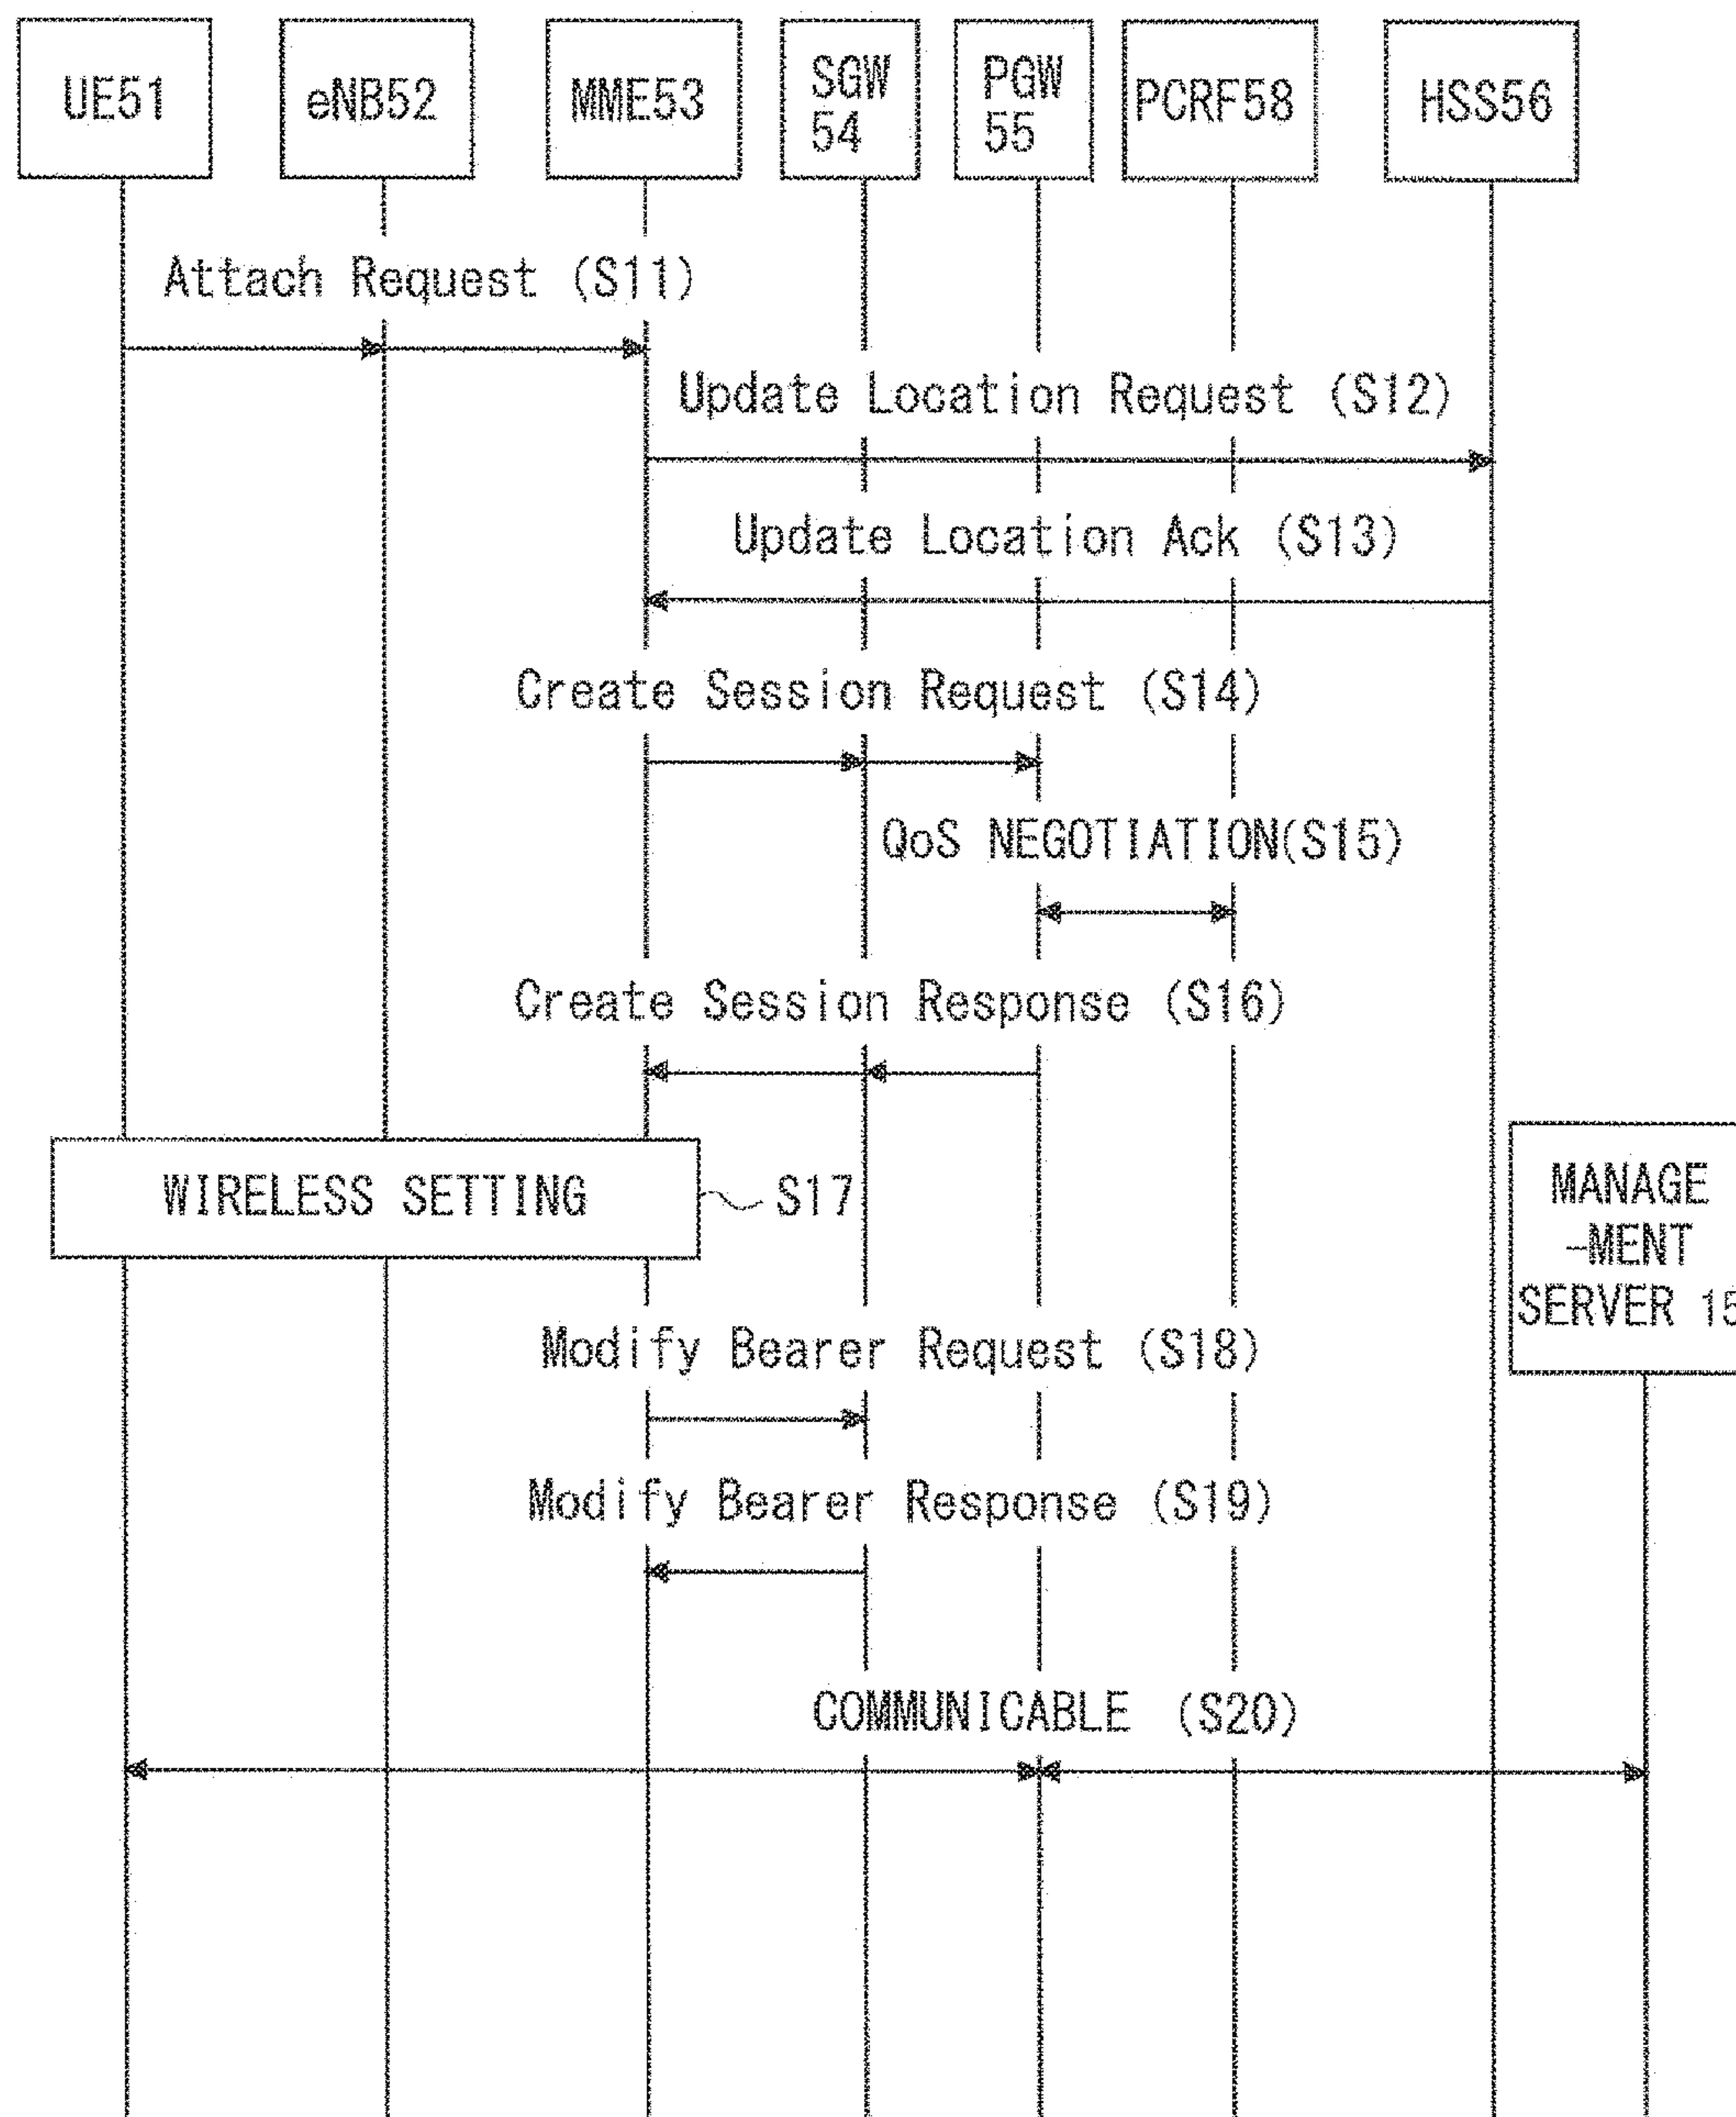 UE51
eNB52
MME53
SGW
54
PGW
55
PCRF58
HSS56
Attach Request (S11)
Update Location Request (S12)
Update Location Ack (S13)
Create Session Request (S14)
QoS NEGOTIATION(S15)
Create Session Response (S16)
WIRELESS SETTING
S17
MANAGE
-MENT
SERVER 15
Modify Bearer Request (S18)
Modify Bearer Response (S19)
COMMUNICABLE (S20)